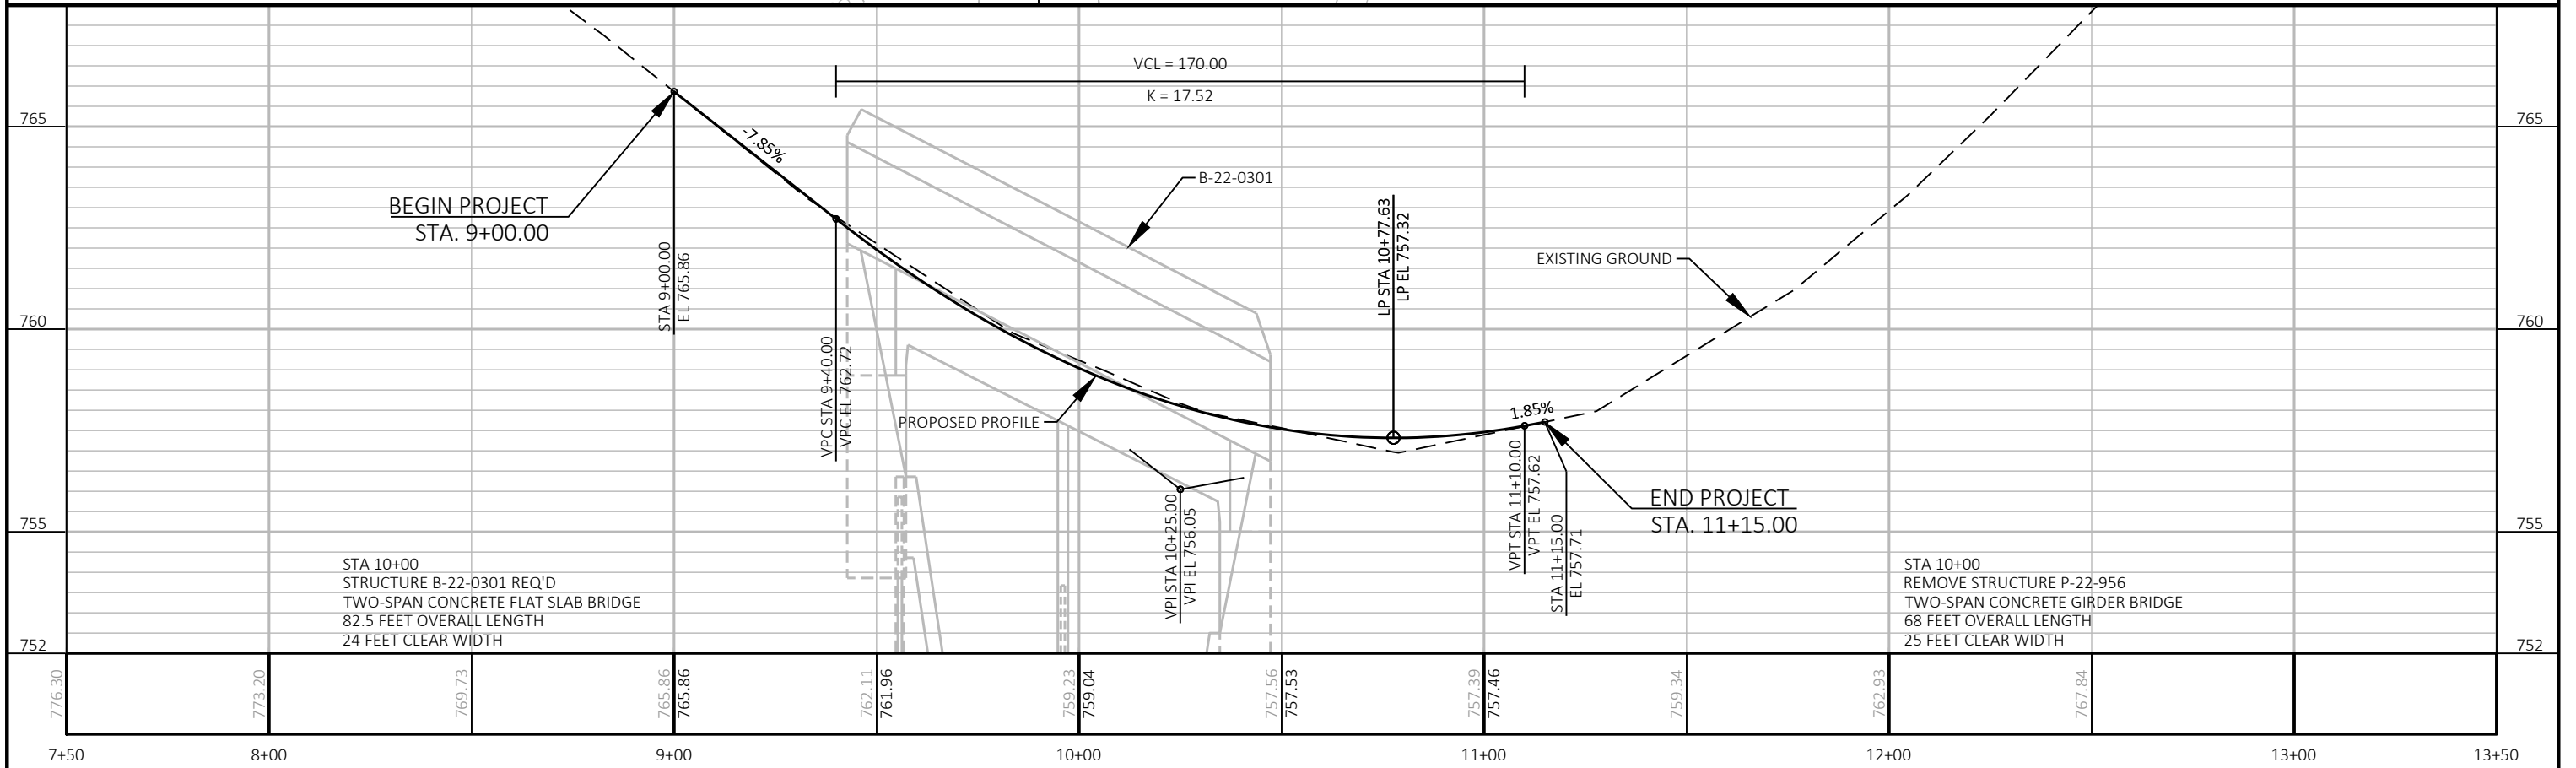 VCL = 170.00
K = 17.52
765
765
-7.85%
B-22-0301
BEGIN PROJECT
STA. 9+00.00
STA 9+00.00
EL 765.86
LP STA 10+77.63
LP EL 757.32
EXISTING GROUND
760
760
VPC STA 9+40.00
VPC EL 762.72
PROPOSED PROFILE
1.85%
VPI STA 10+25.00
VPI EL 756.05
VPT STA 11+10.00
VPT EL 757.62
STA 11+15.00
EL 757.71
END PROJECT
STA. 11+15.00
755
755
STA 10+00
STRUCTURE B-22-0301 REQ'D
TWO-SPAN CONCRETE FLAT SLAB BRIDGE
82.5 FEET OVERALL LENGTH
24 FEET CLEAR WIDTH
STA 10+00
REMOVE STRUCTURE P-22-956
TWO-SPAN CONCRETE GIRDER BRIDGE
68 FEET OVERALL LENGTH
25 FEET CLEAR WIDTH
752
752
776.30
773.20
769.73
765.86
765.86
762.11
761.96
759.23
759.04
757.56
757.53
757.39
757.46
759.34
762.93
767.84
7+50
8+00
9+00
10+00
11+00
12+00
13+00
13+50